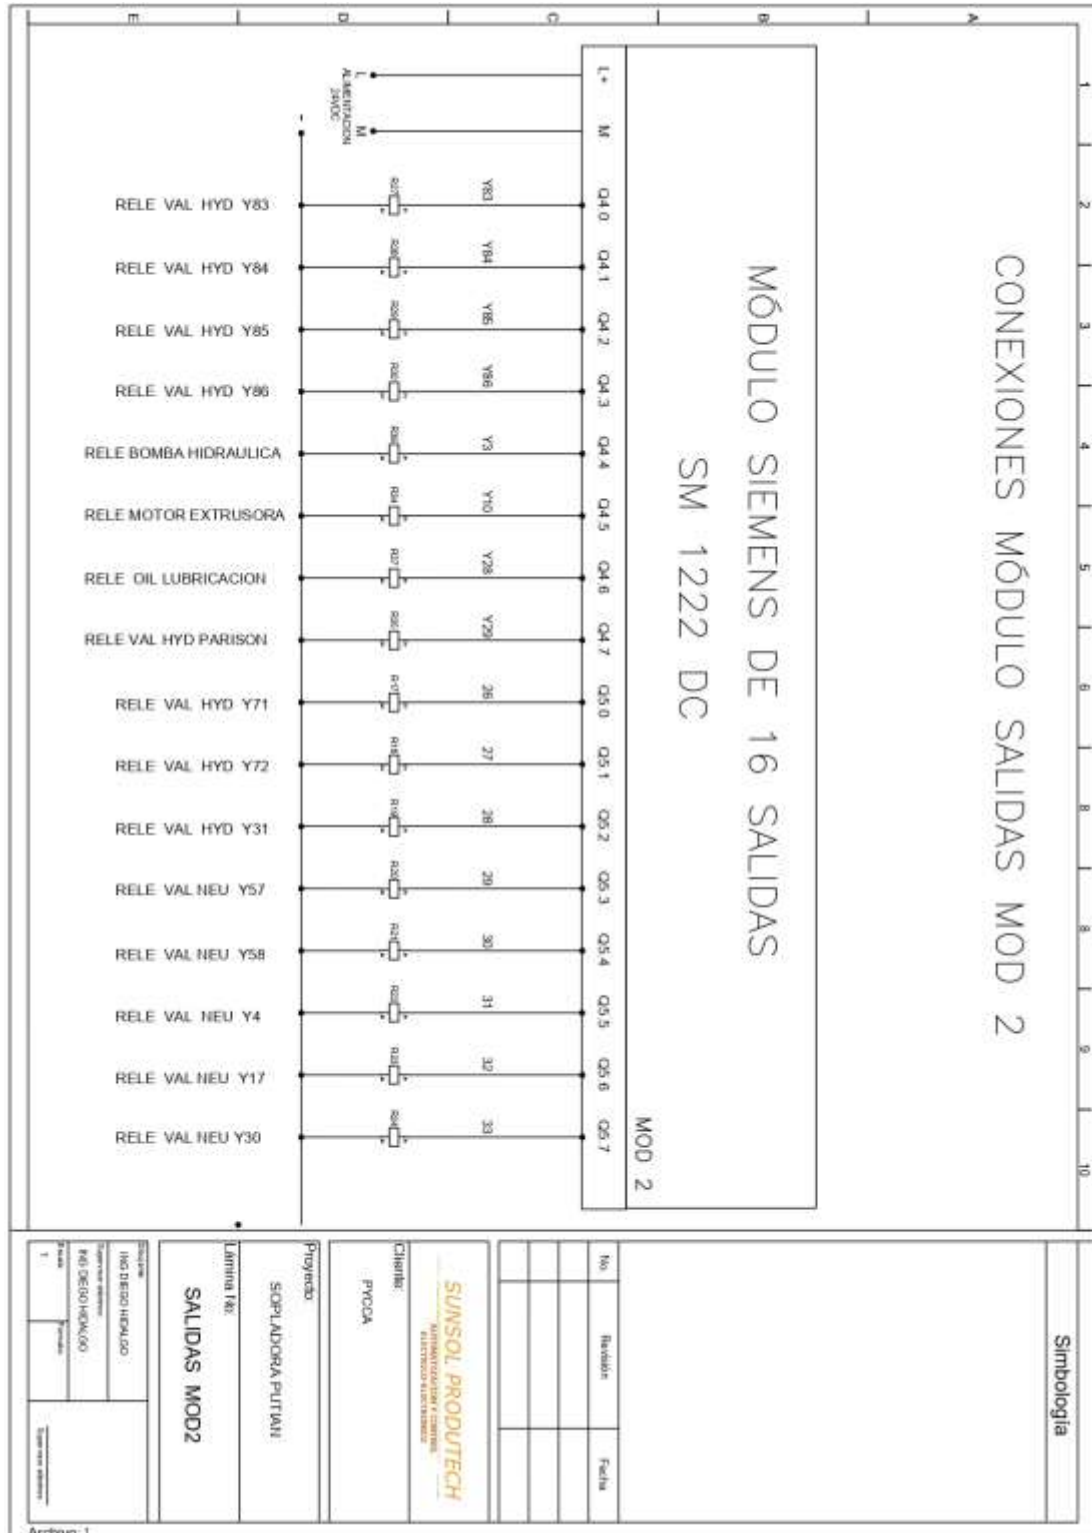 CONEXIONES MÓDULO SALIDAS MOD 2
MÓDULO SIEMENS DE 16 SALIDAS
SM 1222 DC
MOD 2
A
B
C
D
E
1
2
3
4
5
6
8
8
9
10
L+
M
L
M
ALIMENTACION
24VDC
-
Q4.0
Q4.1
Q4.2
Q4.3
Q4.4
Q4.5
Q4.6
Q4.7
Q5.0
Q5.1
Q5.2
Q5.3
Q5.4
Q5.5
Q5.6
Q5.7
Y83
Y84
Y85
Y86
Y3
Y10
Y28
Y29
26
27
28
29
30
31
32
33
RELE VAL HYD Y83
RELE VAL HYD Y84
RELE VAL HYD Y85
RELE VAL HYD Y86
RELE BOMBA HIDRAULICA
RELE MOTOR EXTRUSORA
RELE OIL LUBRICACION
RELE VAL HYD PARISON
RELE VAL HYD Y71
RELE VAL HYD Y72
RELE VAL HYD Y31
RELE VAL NEU Y57
RELE VAL NEU Y58
RELE VAL NEU Y4
RELE VAL NEU Y17
RELE VAL NEU Y30
Simbología
No
Revisión
Fecha
SUNSOL PRODUTECH
AUTOMATIZACION Y CONTROL
ELECTRICO-ELECTRONICO
Cliente:
PYCCA
Proyecto:
SOPLADORA PUTIAN
Lámina No:
SALIDAS MOD2
ING DIEGO HIDALGO
ING DIEGO HIDALGO
1
Archivo: 1